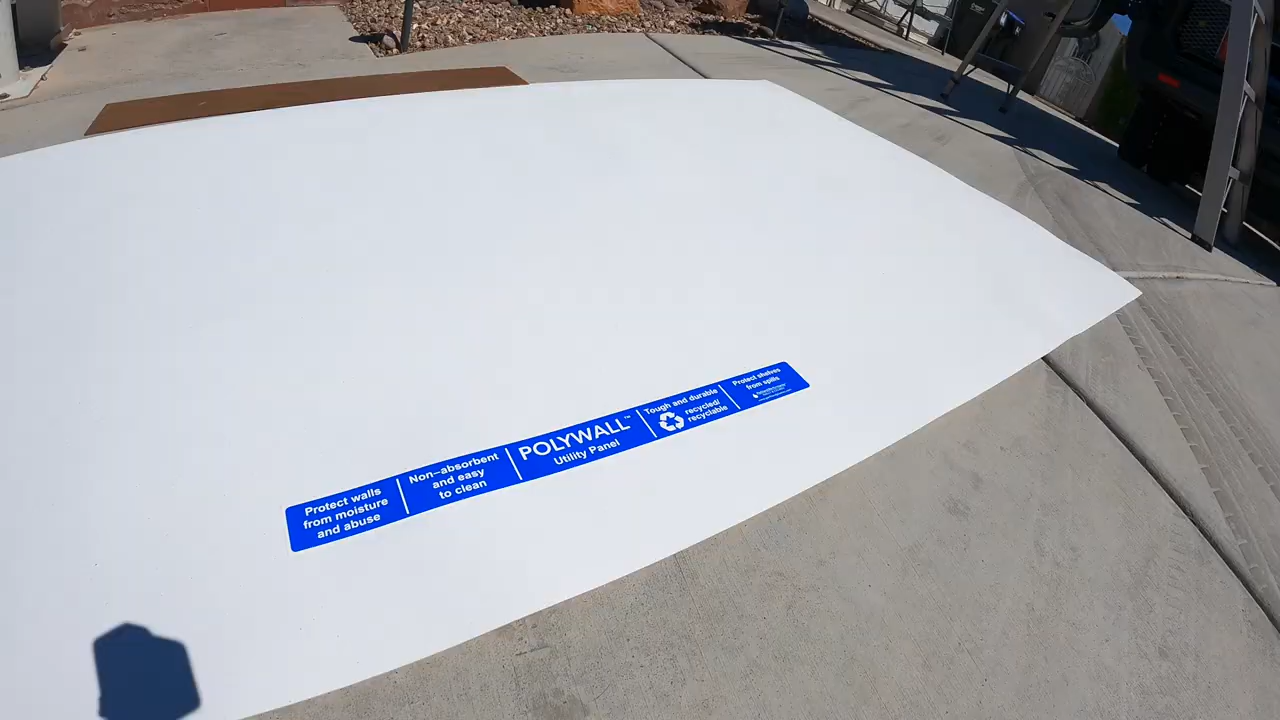 Protect walls
from moisture
and abuse
Non-absorbent
and easy
to clean
POLYWALL™
Utility Panel
Tough and durable
recycled/
recyclable
Protect shelves
from spills